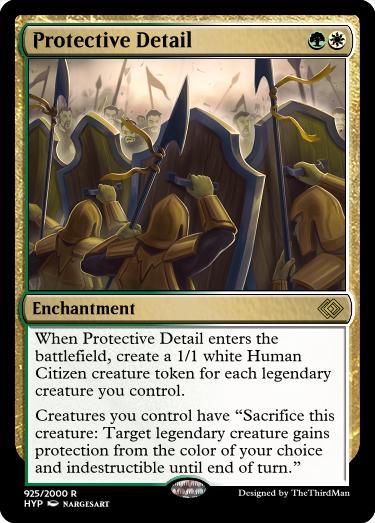 Protective Detail
Enchantment
When Protective Detail enters the
battlefield, create a 1/1 white Human
Citizen creature token for each legendary
creature you control.
Creatures you control have “Sacrifice this
creature: Target legendary creature gains
protection from the color of your choice
and indestructible until end of turn.”
925/2000 R
HYP NARGESART
Designed by TheThirdMan